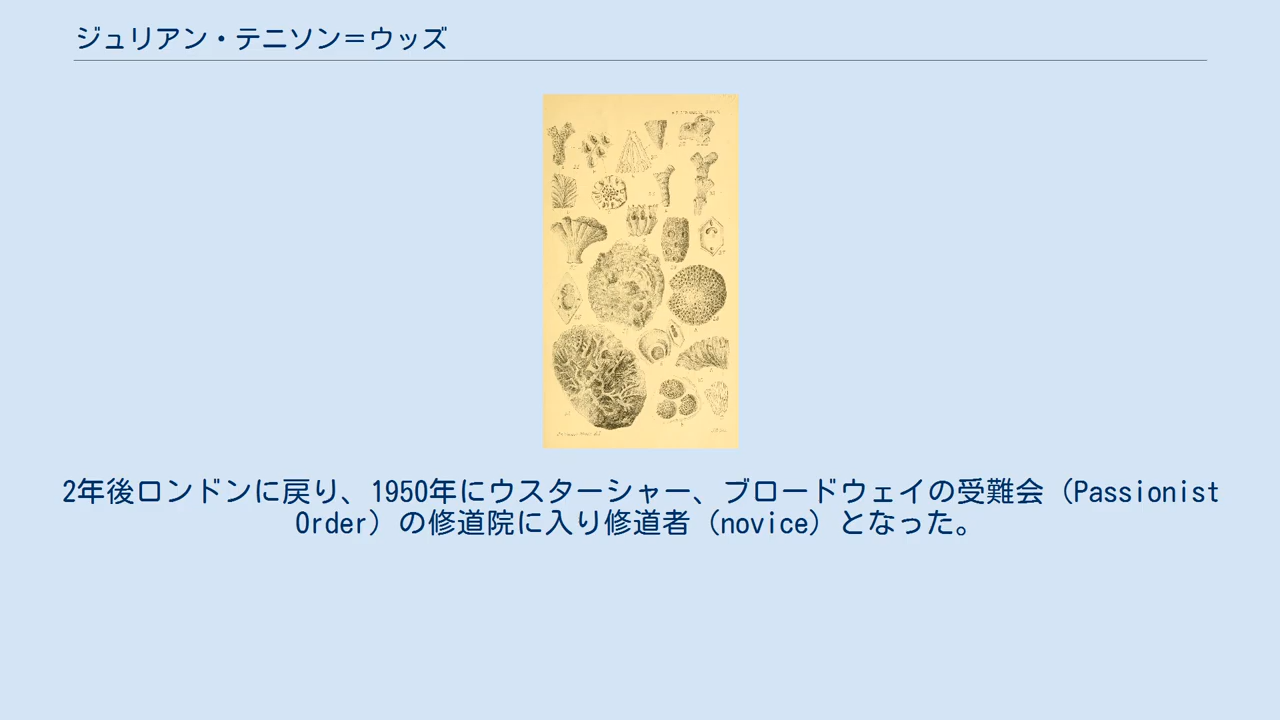 ジュリアン・テニソン＝ウッズ
2年後ロンドンに戻り、1950年にウスターシャー、ブロードウェイの受難会（Passionist
Order）の修道院に入り修道者（novice）となった。